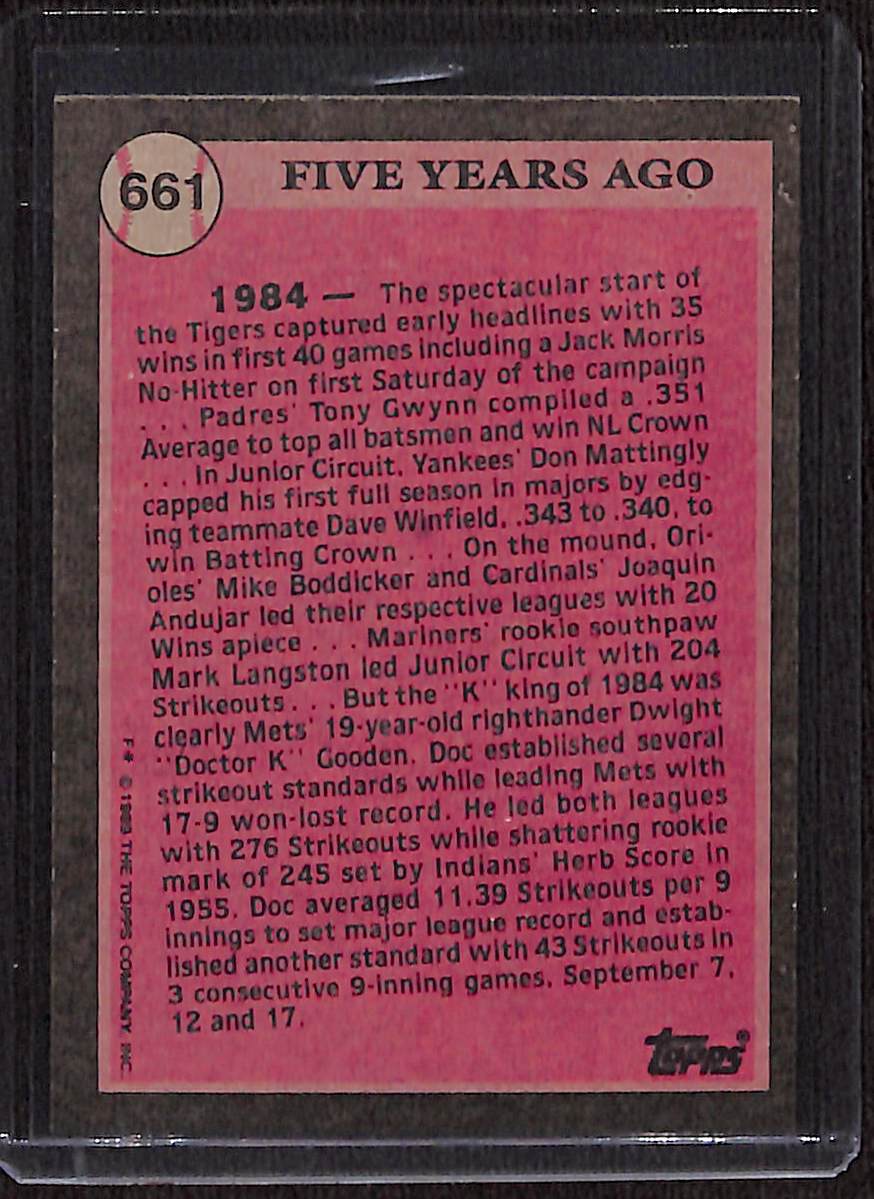 661
FIVE YEARS AGO
1984 — The spectacular start of
the Tigers captured early headlines with 35
wins in first 40 games including a Jack Morris
No-Hitter on first Saturday of the campaign
. . . Padres' Tony Gwynn compiled a .351
Average to top all batsmen and win NL Crown
. . . In Junior Circuit, Yankees' Don Mattingly
capped his first full season in majors by edg-
ing teammate Dave Winfield, .343 to .340, to
win Batting Crown . . . On the mound, Ori-
oles' Mike Boddicker and Cardinals' Joaquin
Andujar led their respective leagues with 20
Wins apiece . . . Mariners' rookie southpaw
Mark Langston led Junior Circuit with 204
Strikeouts . . . But the "K" king of 1984 was
clearly Mets' 19-year-old righthander Dwight
"Doctor K" Gooden. Doc established several
strikeout standards while leading Mets with
17-9 won-lost record. He led both leagues
with 276 Strikeouts while shattering rookie
mark of 245 set by Indians' Herb Score in
1955. Doc averaged 11.39 Strikeouts per 9
innings to set major league record and estab-
lished another standard with 43 Strikeouts in
3 consecutive 9-inning games, September 7,
12 and 17.
F* © 1989 THE TOPPS COMPANY, INC.
topps®